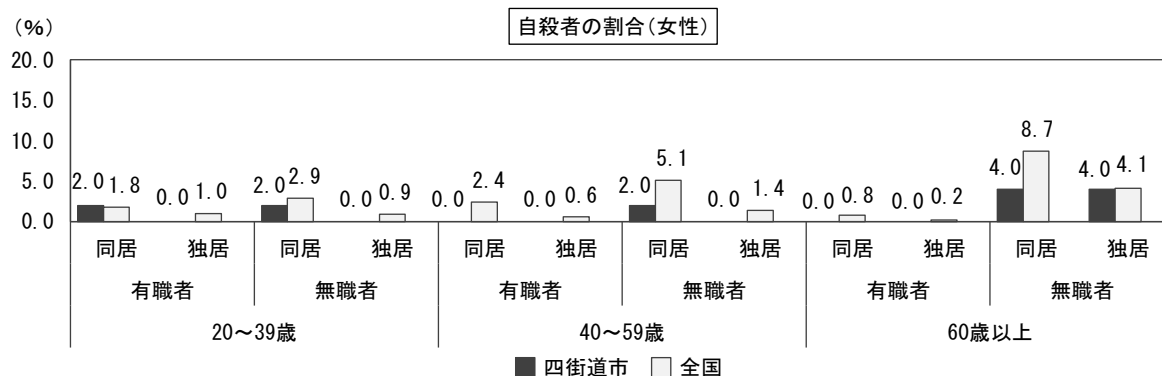 自殺者の割合（女性）
（%）
20.0
15.0
10.0
5.0
0.0
2.0 1.8 0.0 1.0 2.0 2.9 0.0 0.9 0.0 2.4 0.0 0.6 2.0 5.1 0.0 1.4 0.0 0.8 0.0 0.2 4.0 8.7 4.0 4.1
同居 独居 同居 独居 同居 独居 同居 独居 同居 独居 同居 独居
有職者 無職者 有職者 無職者 有職者 無職者
20～39歳 40～59歳 60歳以上
四街道市 全国